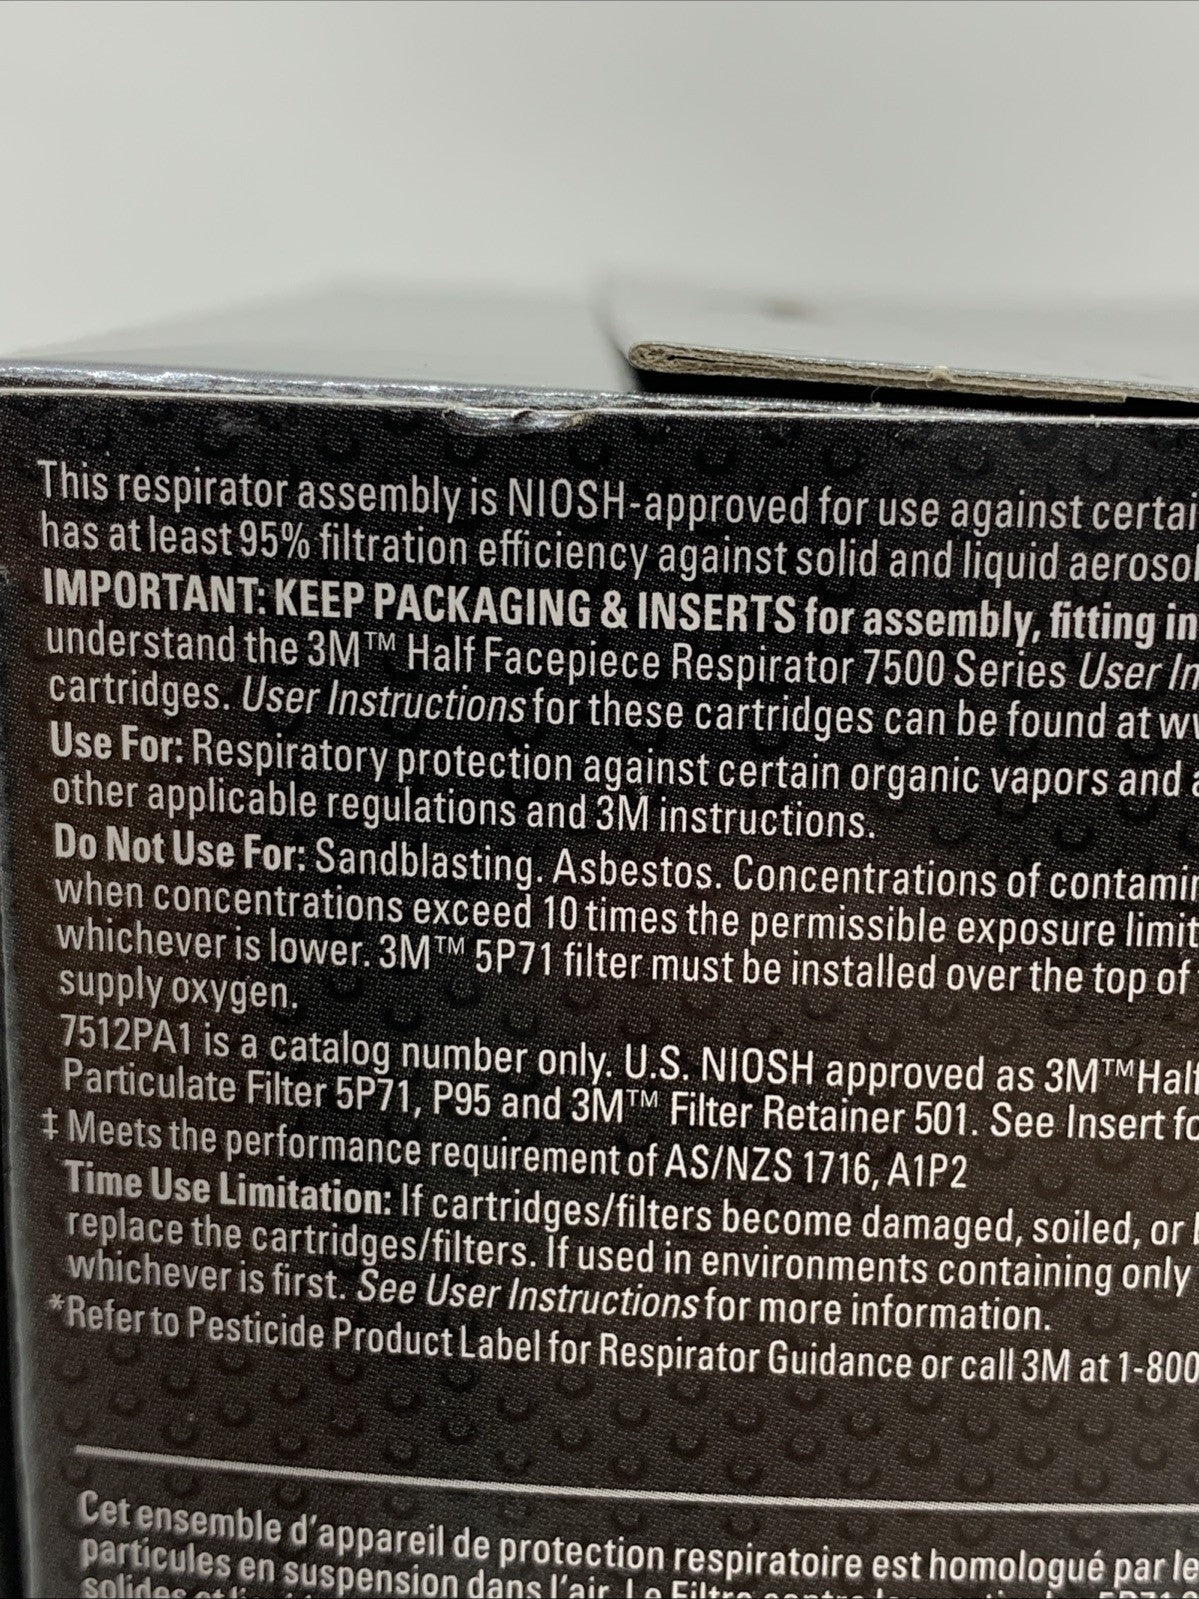 This respirator assembly is NIOSH-approved for use against certai
has at least 95% filtration efficiency against solid and liquid aerosol
IMPORTANT: KEEP PACKAGING & INSERTS for assembly, fitting in
understand the 3M™ Half Facepiece Respirator 7500 Series User In
cartridges. User Instructions for these cartridges can be found at ww
Use For: Respiratory protection against certain organic vapors and a
other applicable regulations and 3M instructions.
Do Not Use For: Sandblasting. Asbestos. Concentrations of contamin
when concentrations exceed 10 times the permissible exposure limit
whichever is lower. 3M™ 5P71 filter must be installed over the top of
supply oxygen.
7512PA1 is a catalog number only. U.S. NIOSH approved as 3M™Half
Particulate Filter 5P71, P95 and 3M™ Filter Retainer 501. See Insert fo
‡ Meets the performance requirement of AS/NZS 1716, A1P2
Time Use Limitation: If cartridges/filters become damaged, soiled, or
replace the cartridges/filters. If used in environments containing only
whichever is first. See User Instructions for more information.
*Refer to Pesticide Product Label for Respirator Guidance or call 3M at 1-800
Cet ensemble d'appareil de protection respiratoire est homologué par le
particules en suspension dans l'air. Le Filtre
solides et